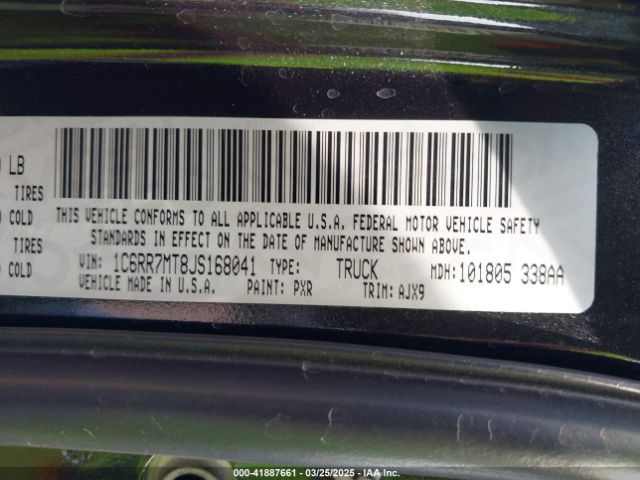 LB
TIRES
COLD
TIRES
COLD
THIS VEHICLE CONFORMS TO ALL APPLICABLE U.S.A. FEDERAL MOTOR VEHICLE SAFETY
STANDARDS IN EFFECT ON THE DATE OF MANUFACTURE SHOWN ABOVE.
VIN: 1C6RR7MT8JS168041 TYPE: TRUCK MDH: 101805 338AA
VEHICLE MADE IN U.S.A. PAINT: PXR TRIM: AJX9
000-41887661 | 03/25/2025 | IAA Inc.